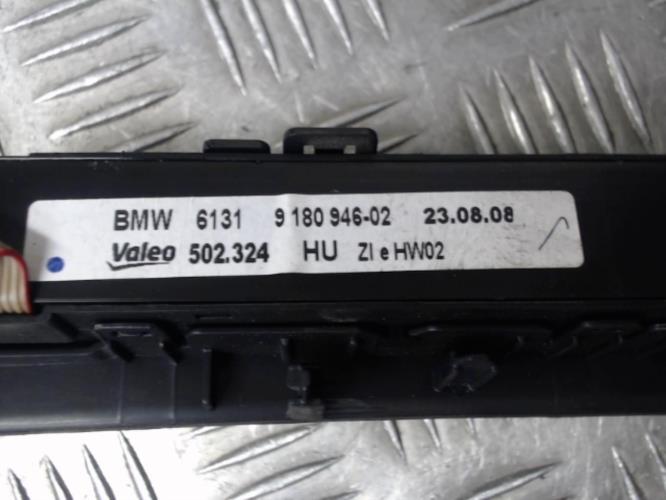 BMW 6131 9 180 946-02 23.08.08
Valeo 502.324 HU ZI e HW02